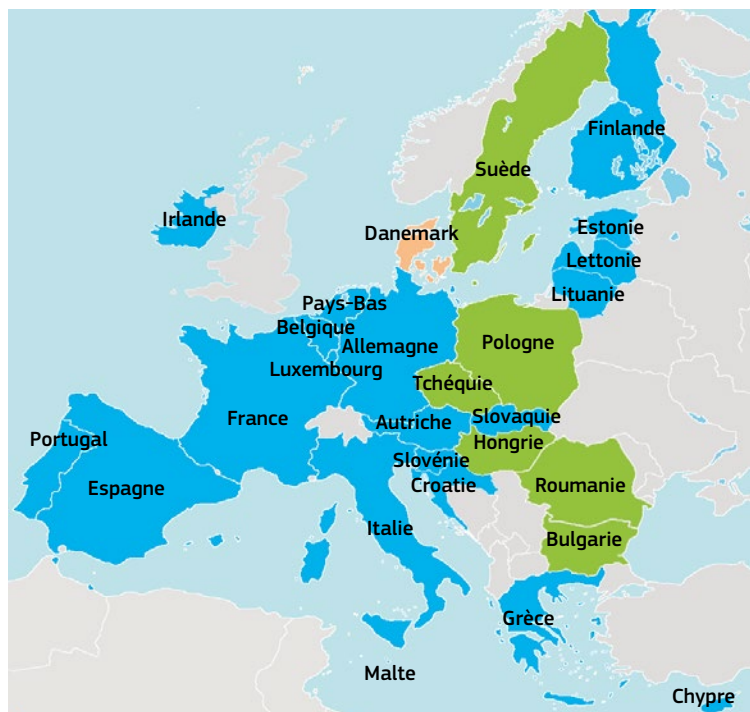 Finlande
Suède
Irlande
Estonie
Danemark
Lettonie
Lituanie
Pays-Bas
Belgique
Allemagne
Pologne
Luxembourg
Tchéquie
France
Autriche
Slovaquie
Portugal
Hongrie
Slovénie
Espagne
Croatie
Roumanie
Italie
Bulgarie
Grèce
Malte
Chypre